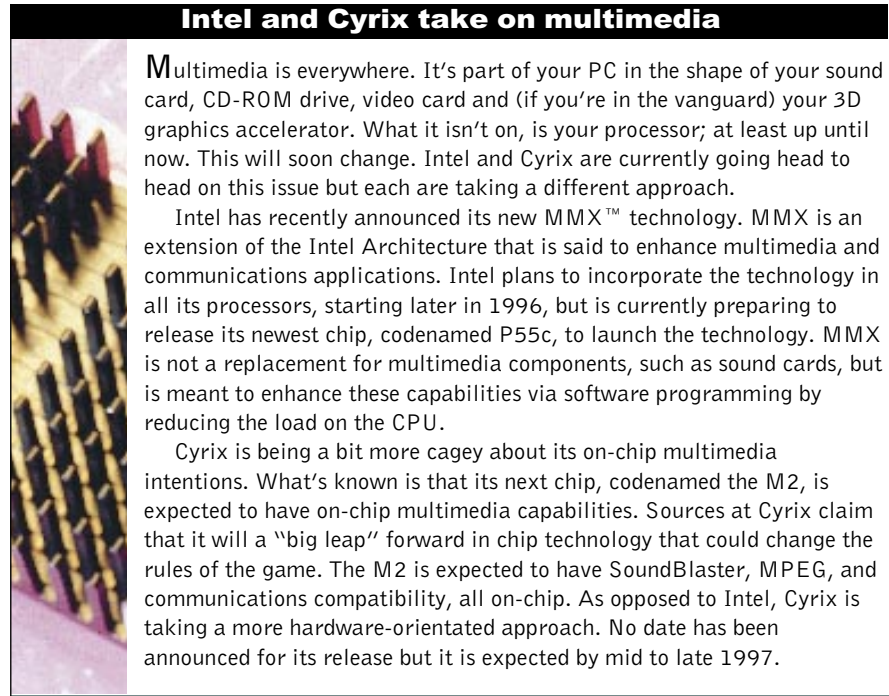 Intel and Cyrix take on multimedia
Multimedia is everywhere. It's part of your PC in the shape of your sound
card, CD-ROM drive, video card and (if you're in the vanguard) your 3D
graphics accelerator. What it isn't on, is your processor; at least up until
now. This will soon change. Intel and Cyrix are currently going head to
head on this issue but each are taking a different approach.
Intel has recently announced its new MMX™ technology. MMX is an
extension of the Intel Architecture that is said to enhance multimedia and
communications applications. Intel plans to incorporate the technology in
all its processors, starting later in 1996, but is currently preparing to
release its newest chip, codenamed P55c, to launch the technology. MMX
is not a replacement for multimedia components, such as sound cards, but
is meant to enhance these capabilities via software programming by
reducing the load on the CPU.
Cyrix is being a bit more cagey about its on-chip multimedia
intentions. What's known is that its next chip, codenamed the M2, is
expected to have on-chip multimedia capabilities. Sources at Cyrix claim
that it will a “big leap” forward in chip technology that could change the
rules of the game. The M2 is expected to have SoundBlaster, MPEG, and
communications compatibility, all on-chip. As opposed to Intel, Cyrix is
taking a more hardware-orientated approach. No date has been
announced for its release but it is expected by mid to late 1997.